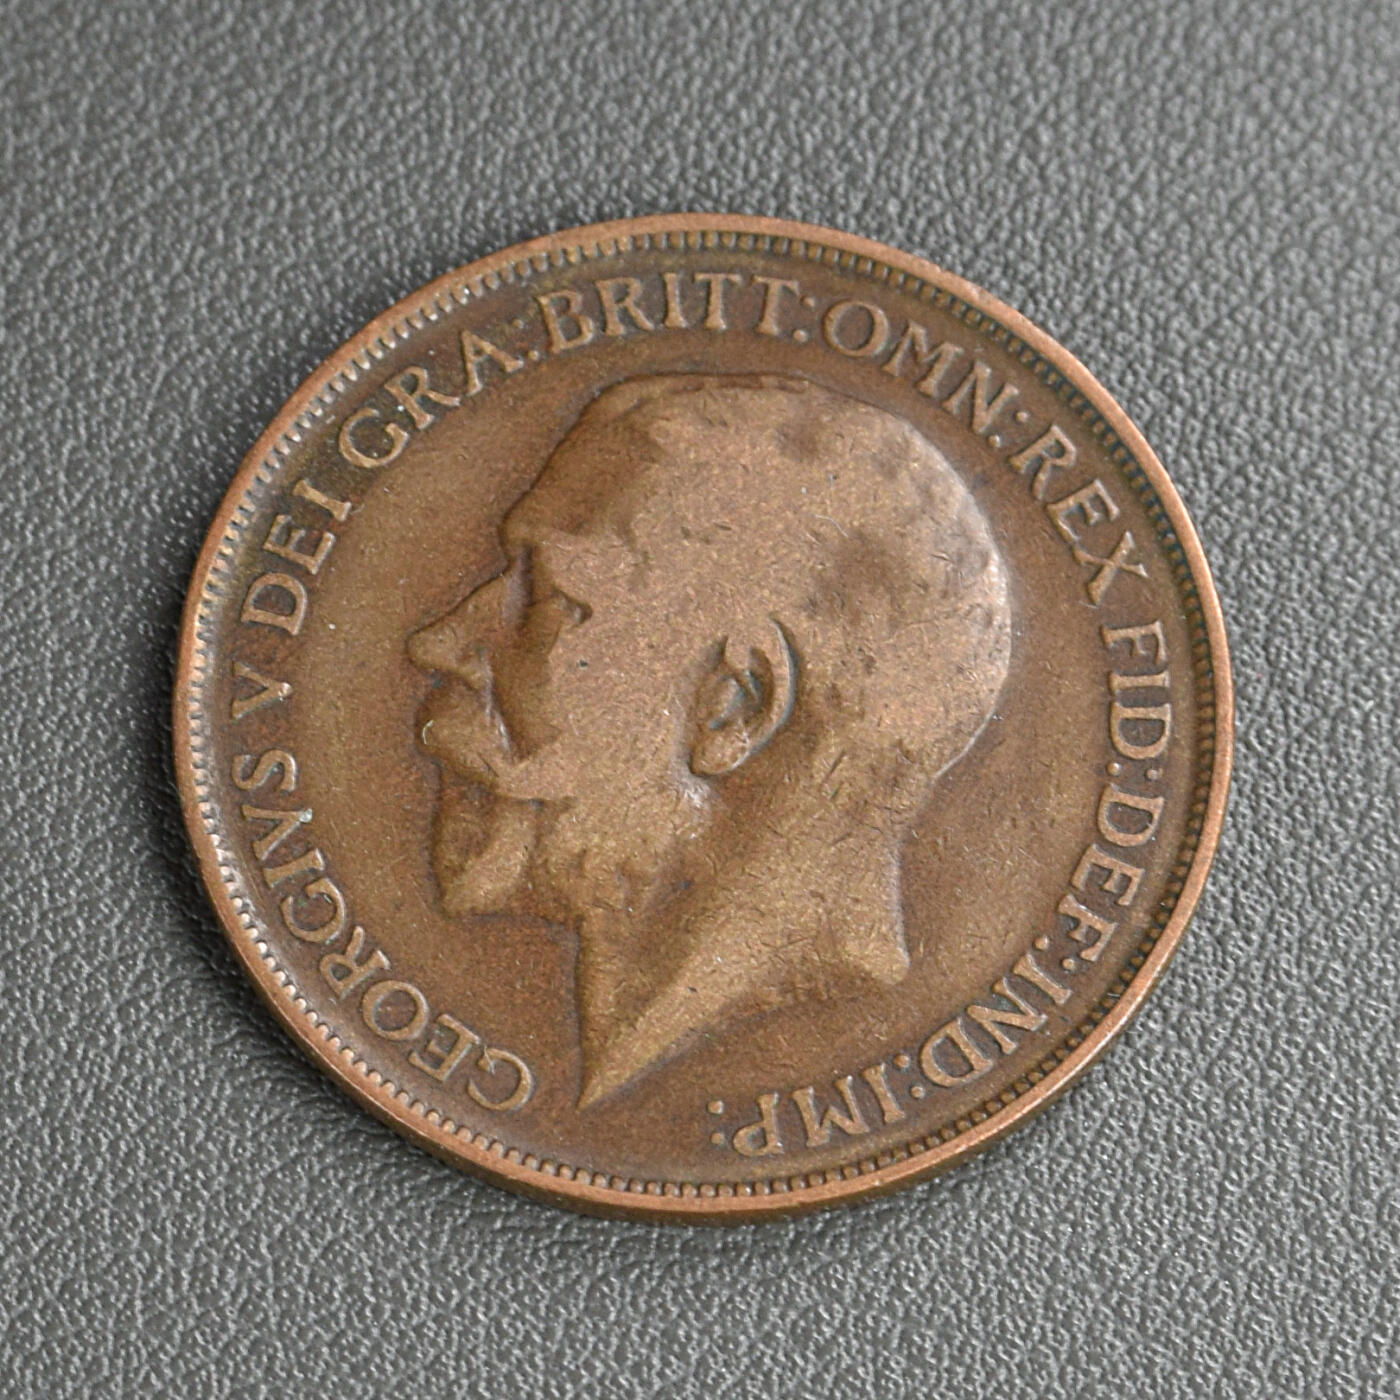 GEORGIVS V DEI GRA: BRITT: OMN: REX FID: DEF: IND: IMP: